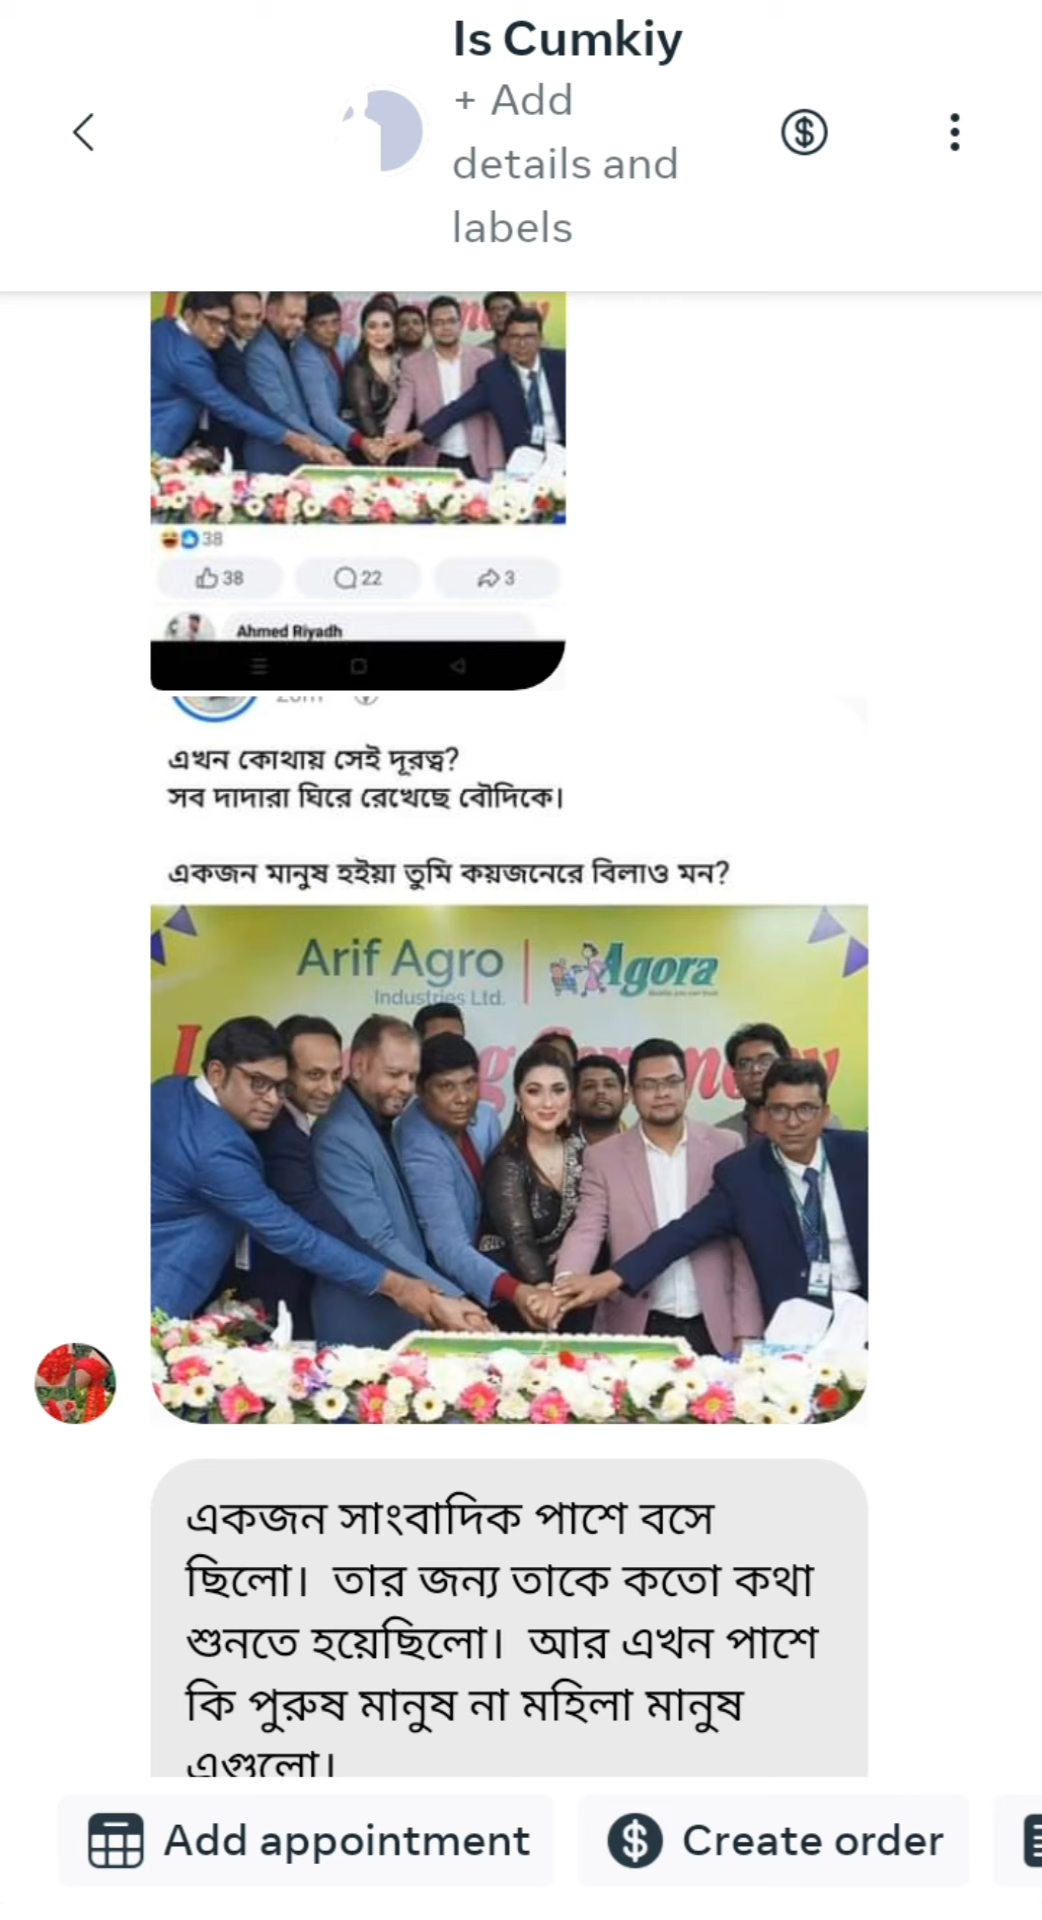 Is Cumkiy
+ Add
details and
labels
38
38
22
3
Ahmed Riyadh
এখন কোথায় সেই দূরত্ব?
সব দাদারা ঘিরে রেখেছে বৌদিকে।
একজন মানুষ হইয়া তুমি কয়জনেরে বিলাও মন?
Arif Agro
Industries Ltd.
Agora
একজন সাংবাদিক পাশে বসে
ছিলো। তার জন্য তাকে কতো কথা
শুনতে হয়েছিলো। আর এখন পাশে
কি পুরুষ মানুষ না মহিলা মানুষ
এগুলো।
Add appointment
Create order